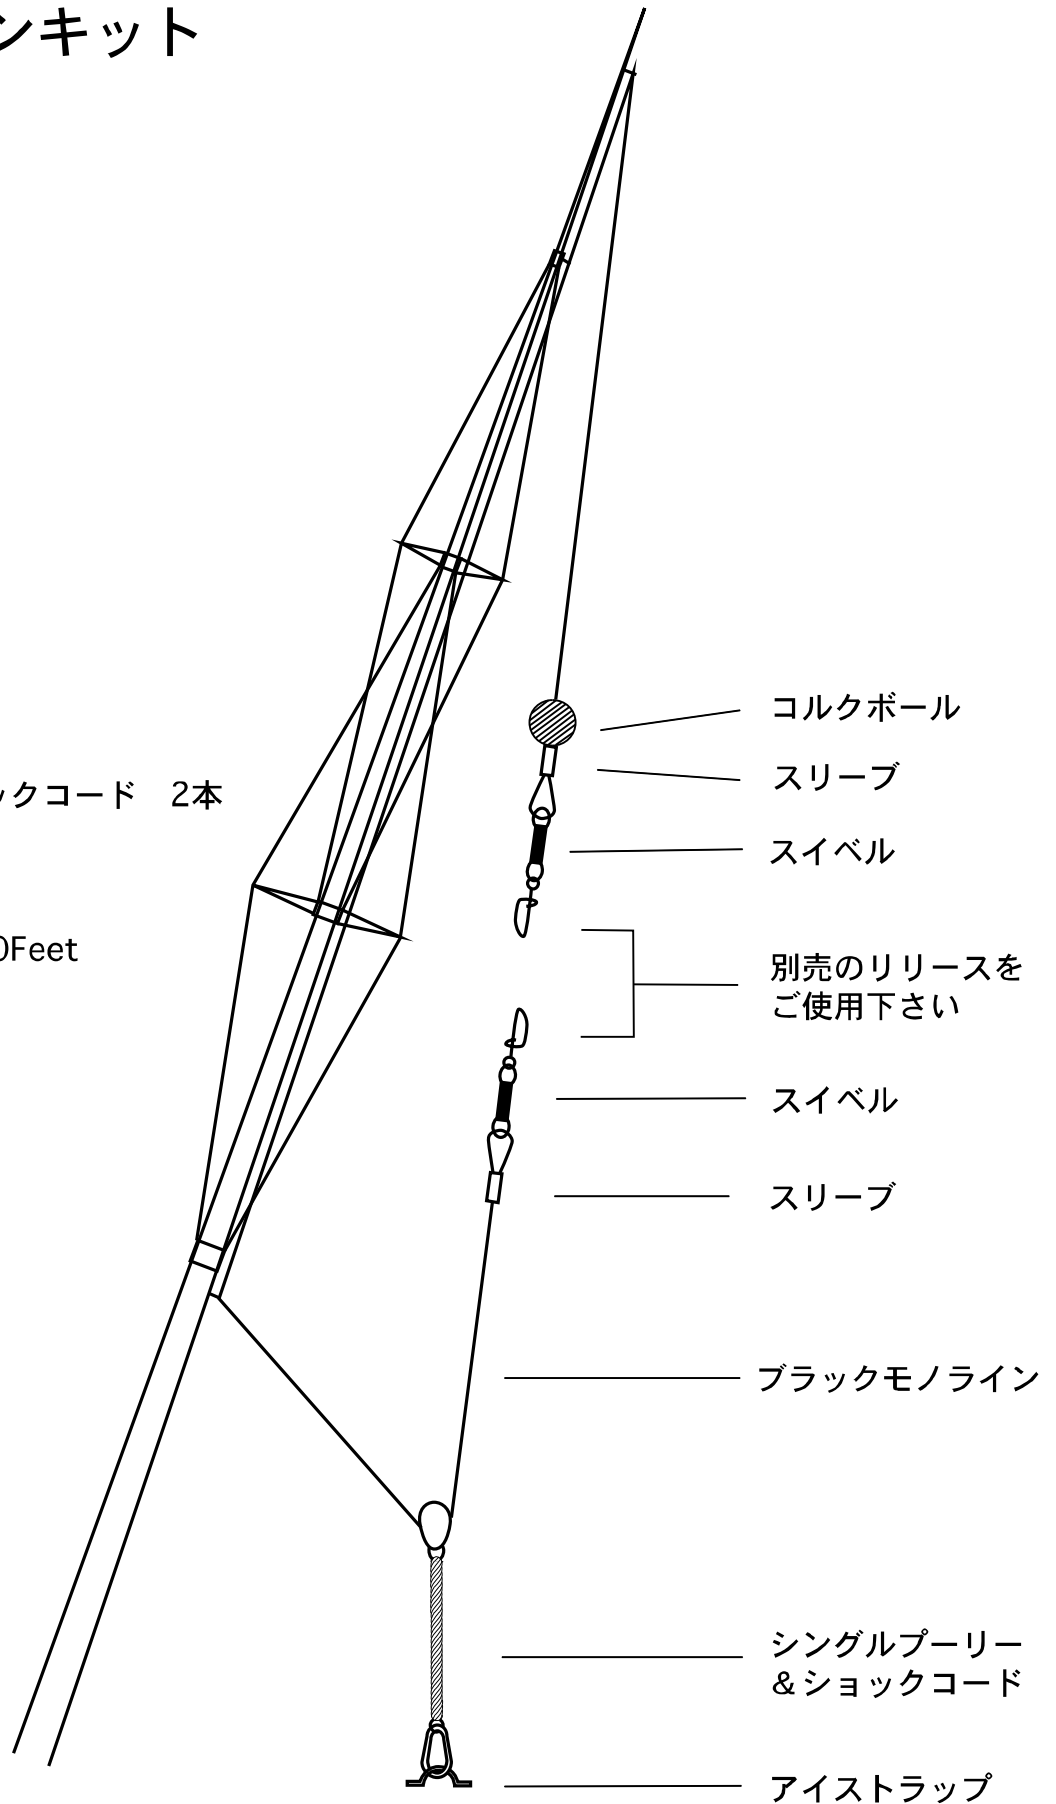 ンキット
コルクボール
スリーブ
ックコード　2本
スイベル
0Feet
別売のリリースを
ご使用下さい
スイベル
スリーブ
ブラックモノライン
シングルプーリー
＆ショックコード
アイストラップ